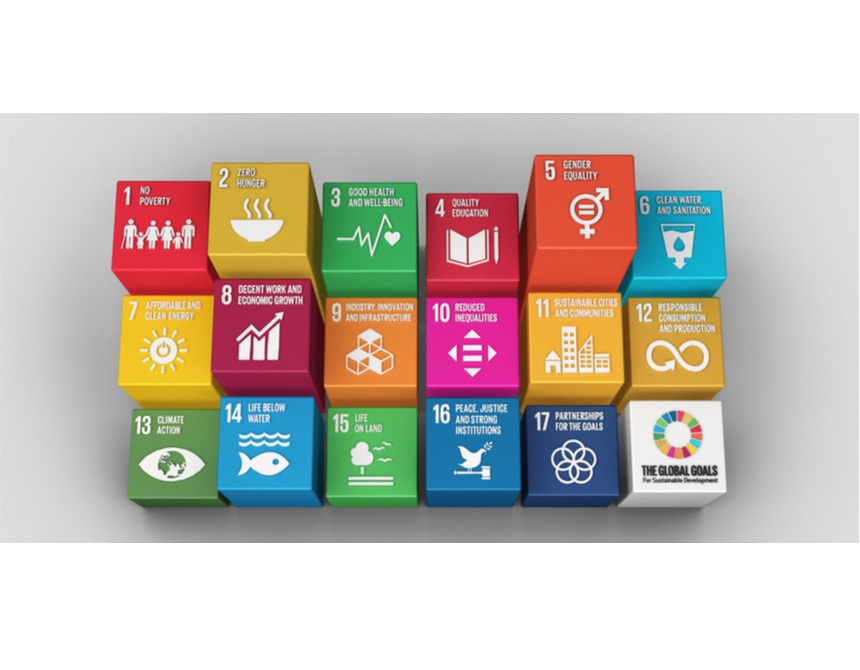 1 NO
POVERTY
2 ZERO
HUNGER
3 GOOD HEALTH
AND WELL-BEING
4 QUALITY
EDUCATION
5 GENDER
EQUALITY
6 CLEAN WATER
AND SANITATION
7 AFFORDABLE AND
CLEAN ENERGY
8 DECENT WORK AND
ECONOMIC GROWTH
9 INDUSTRY, INNOVATION
AND INFRASTRUCTURE
10 REDUCED
INEQUALITIES
11 SUSTAINABLE CITIES
AND COMMUNITIES
12 RESPONSIBLE
CONSUMPTION
AND PRODUCTION
13 CLIMATE
ACTION
14 LIFE BELOW
WATER
15 LIFE
ON LAND
16 PEACE, JUSTICE
AND STRONG
INSTITUTIONS
17 PARTNERSHIPS
FOR THE GOALS
THE GLOBAL GOALS
For Sustainable Development